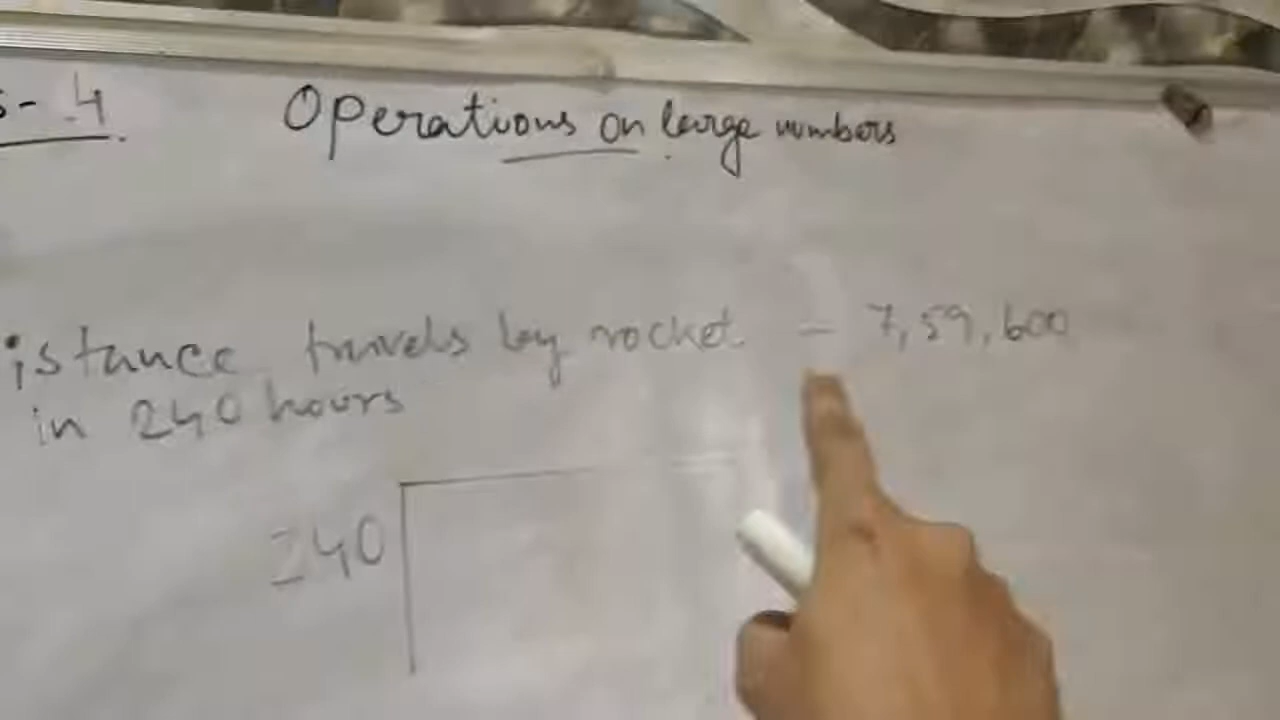 s- 4
Operations on large numbers
istance travels by rocket = 7,59,600
in 240 hours
240